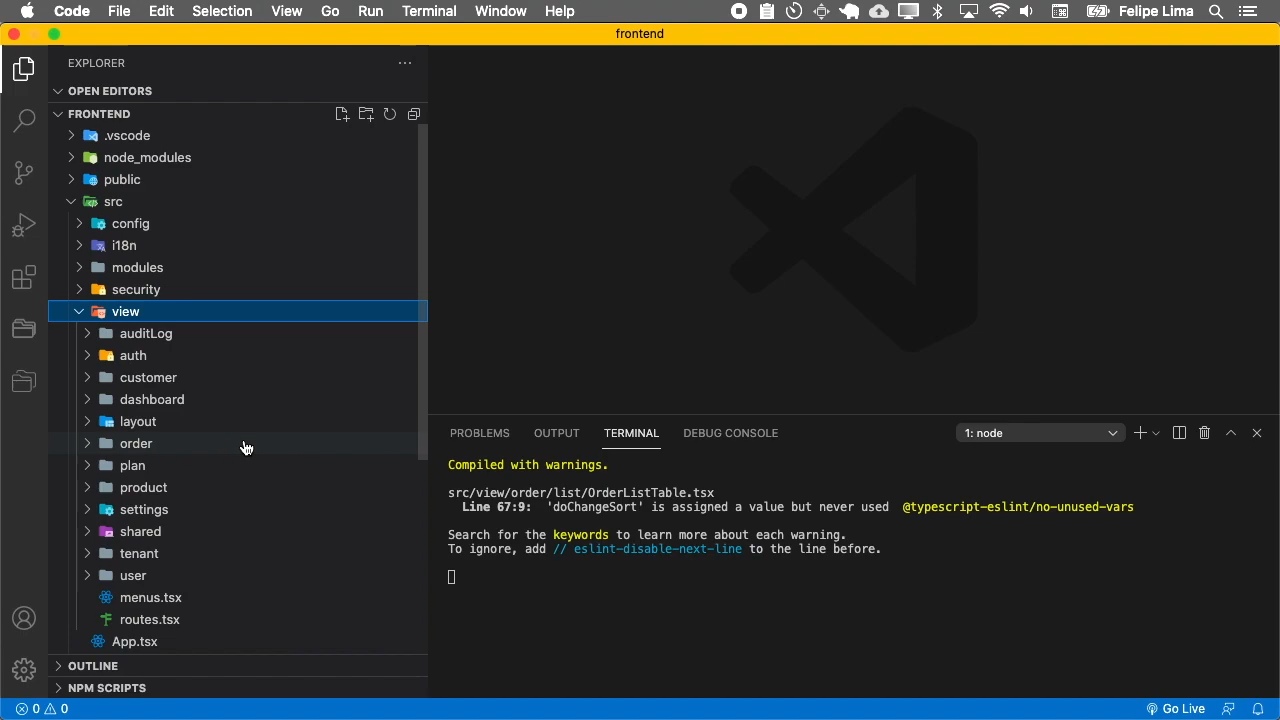 Code File Edit Selection View Go Run Terminal Window Help Felipe Lima
frontend
EXPLORER
OPEN EDITORS
FRONTEND
.vscode
node_modules
public
src
config
i18n
modules
security
view
auditLog
auth
customer
dashboard
layout
order
plan
product
settings
shared
tenant
user
menus.tsx
routes.tsx
App.tsx
OUTLINE
NPM SCRIPTS
PROBLEMS OUTPUT TERMINAL DEBUG CONSOLE 1: node
Compiled with warnings.
src/view/order/list/OrderListTable.tsx
Line 67:9: 'doChangeSort' is assigned a value but never used @typescript-eslint/no-unused-vars
Search for the keywords to learn more about each warning.
To ignore, add // eslint-disable-next-line to the line before.
0 0 Go Live